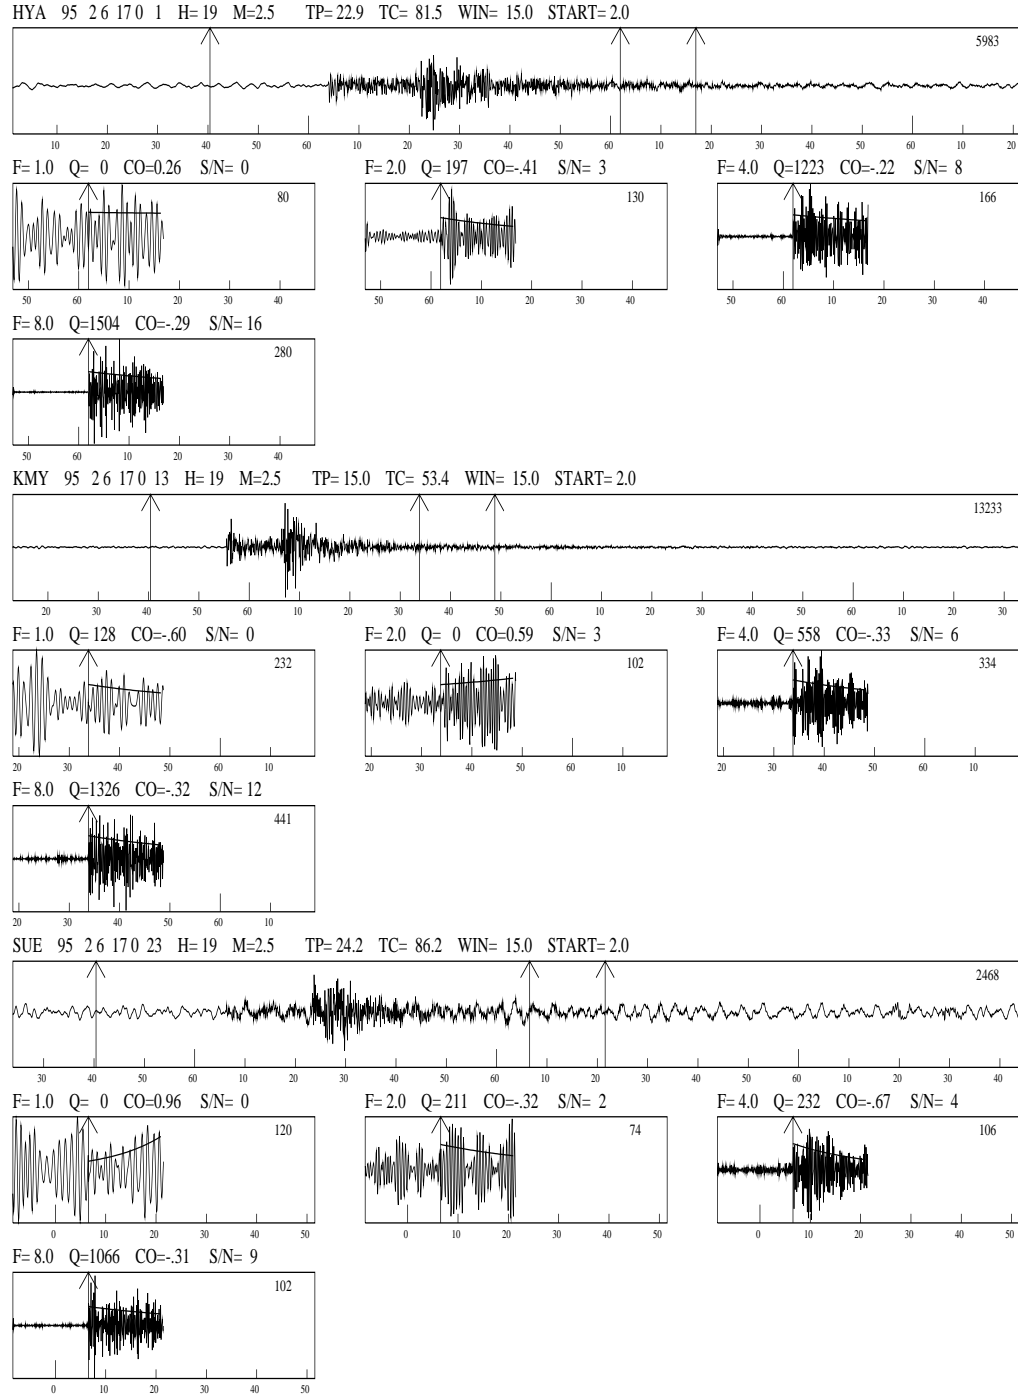 HYA 95 2 6 17 0 1 H= 19 M=2.5 TP= 22.9 TC= 81.5 WIN= 15.0 START= 2.0
5983
10 20 30 40 50 60 10 20 30 40 50 60 10 20 30 40 50 60 10 20
F= 1.0 Q= 0 CO=0.26 S/N= 0 F= 2.0 Q= 197 CO=-.41 S/N= 3 F= 4.0 Q=1223 CO=-.22 S/N= 8
80 130 166
50 60 10 20 30 40 50 60 10 20 30 40 50 60 10 20 30 40
F= 8.0 Q=1504 CO=-.29 S/N= 16
280
50 60 10 20 30 40
KMY 95 2 6 17 0 13 H= 19 M=2.5 TP= 15.0 TC= 53.4 WIN= 15.0 START= 2.0
13233
20 30 40 50 60 10 20 30 40 50 60 10 20 30 40 50 60 10 20 30
F= 1.0 Q= 128 CO=-.60 S/N= 0 F= 2.0 Q= 0 CO=0.59 S/N= 3 F= 4.0 Q= 558 CO=-.33 S/N= 6
232 102 334
20 30 40 50 60 10 20 30 40 50 60 10 20 30 40 50 60 10
F= 8.0 Q=1326 CO=-.32 S/N= 12
441
20 30 40 50 60 10
SUE 95 2 6 17 0 23 H= 19 M=2.5 TP= 24.2 TC= 86.2 WIN= 15.0 START= 2.0
2468
30 40 50 60 10 20 30 40 50 60 10 20 30 40 50 60 10 20 30 40
F= 1.0 Q= 0 CO=0.96 S/N= 0 F= 2.0 Q= 211 CO=-.32 S/N= 2 F= 4.0 Q= 232 CO=-.67 S/N= 4
120 74 106
0 10 20 30 40 50 0 10 20 30 40 50 0 10 20 30 40 50
F= 8.0 Q=1066 CO=-.31 S/N= 9
102
0 10 20 30 40 50